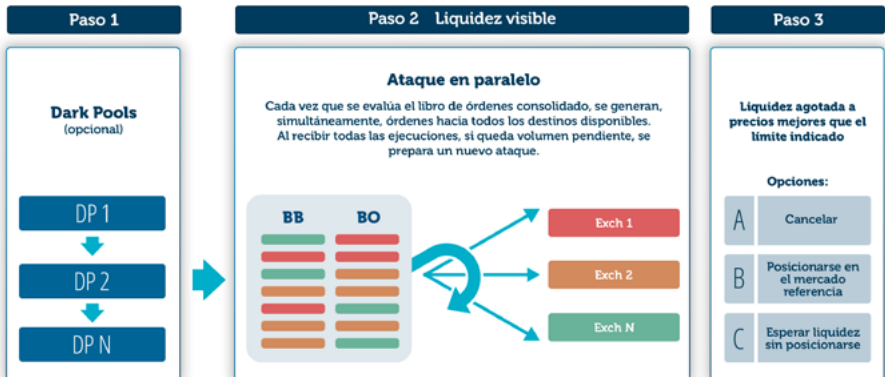 Paso 1
Dark Pools
(opcional)
DP 1
DP 2
DP N
Paso 2 Liquidez visible
Ataque en paralelo
Cada vez que se evalúa el libro de órdenes consolidado, se generan,
simultáneamente, órdenes hacia todos los destinos disponibles.
Al recibir todas las ejecuciones, si queda volumen pendiente, se
prepara un nuevo ataque.
BB BO
Exch 1
Exch 2
Exch N
Paso 3
Liquidez agotada a
precios mejores que el
límite indicado
Opciones:
A Cancelar
B Posicionarse en
el mercado
referencia
C Esperar liquidez
sin posicionarse